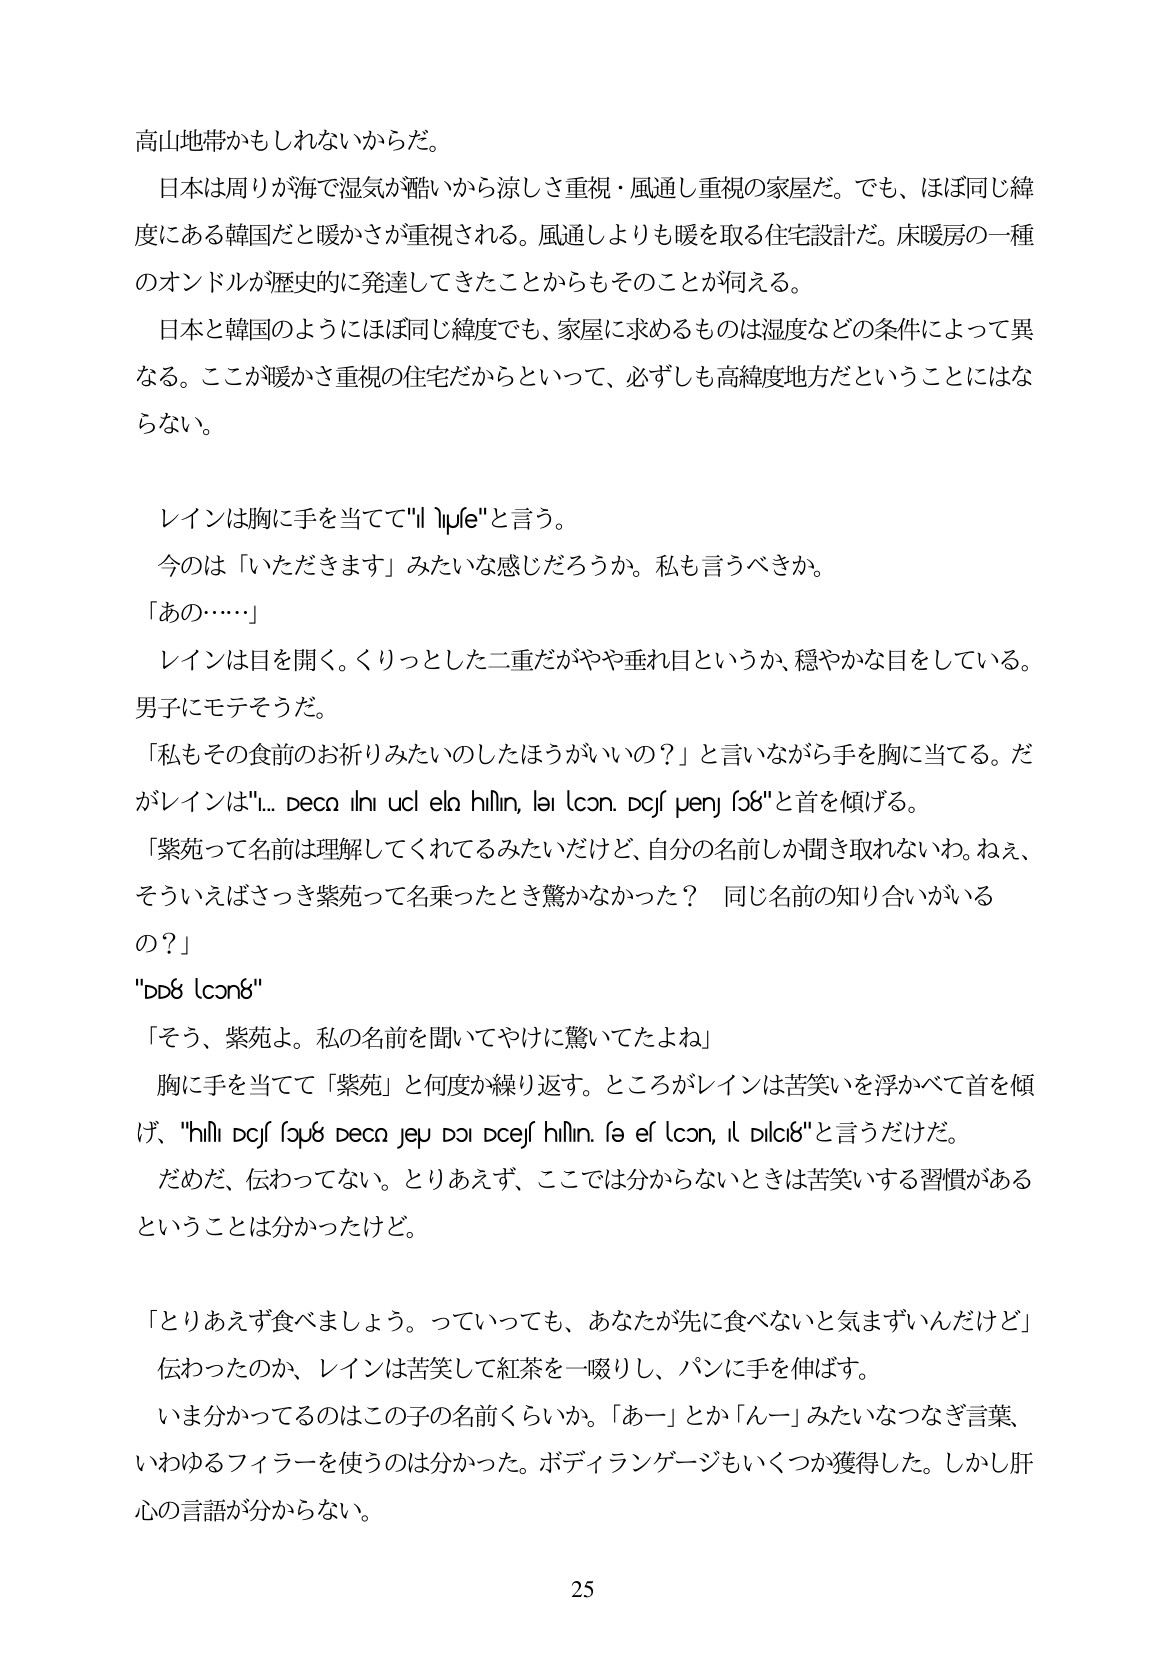 高山地帯かもしれないからだ。
日本は周りが海で湿気が酷いから涼しさ重視・風通し重視の家屋だ。でも、ほぼ同じ緯
度にある韓国だと暖かさが重視される。風通しよりも暖を取る住宅設計だ。床暖房の一種
のオンドルが歴史的に発達してきたことからもそのことが伺える。
日本と韓国のようにほぼ同じ緯度でも、家屋に求めるものは湿度などの条件によって異
なる。ここが暖かさ重視の住宅だからといって、必ずしも高緯度地方だということにはな
らない。
レインは胸に手を当てて""と言う。
今のは「いただきます」みたいな感じだろうか。私も言うべきか。
「あの……」
レインは目を開く。くりっとした二重だがやや垂れ目というか、穏やかな目をしている。
男子にモテそうだ。
「私もその食前のお祈りみたいのしたほうがいいの？」と言いながら手を胸に当てる。だ
がレインは"..."と首を傾げる。
「紫苑って名前は理解してくれてるみたいだけど、自分の名前しか聞き取れないわ。ねぇ、
そういえばさっき紫苑って名乗ったとき驚かなかった？　同じ名前の知り合いがいる
の？」
「そう、紫苑よ。私の名前を聞いてやけに驚いてたよね」
胸に手を当てて「紫苑」と何度か繰り返す。ところがレインは苦笑いを浮かべて首を傾
げ、""と言うだけだ。
だめだ、伝わってない。とりあえず、ここでは分からないときは苦笑いする習慣がある
ということは分かったけど。
「とりあえず食べましょう。っていっても、あなたが先に食べないと気まずいんだけど」
伝わったのか、レインは苦笑して紅茶を一啜りし、パンに手を伸ばす。
いま分かってるのはこの子の名前くらいか。「あー」とか「んー」みたいなつなぎ言葉、
いわゆるフィラーを使うのは分かった。ボディランゲージもいくつか獲得した。しかし肝
心の言語が分からない。
25